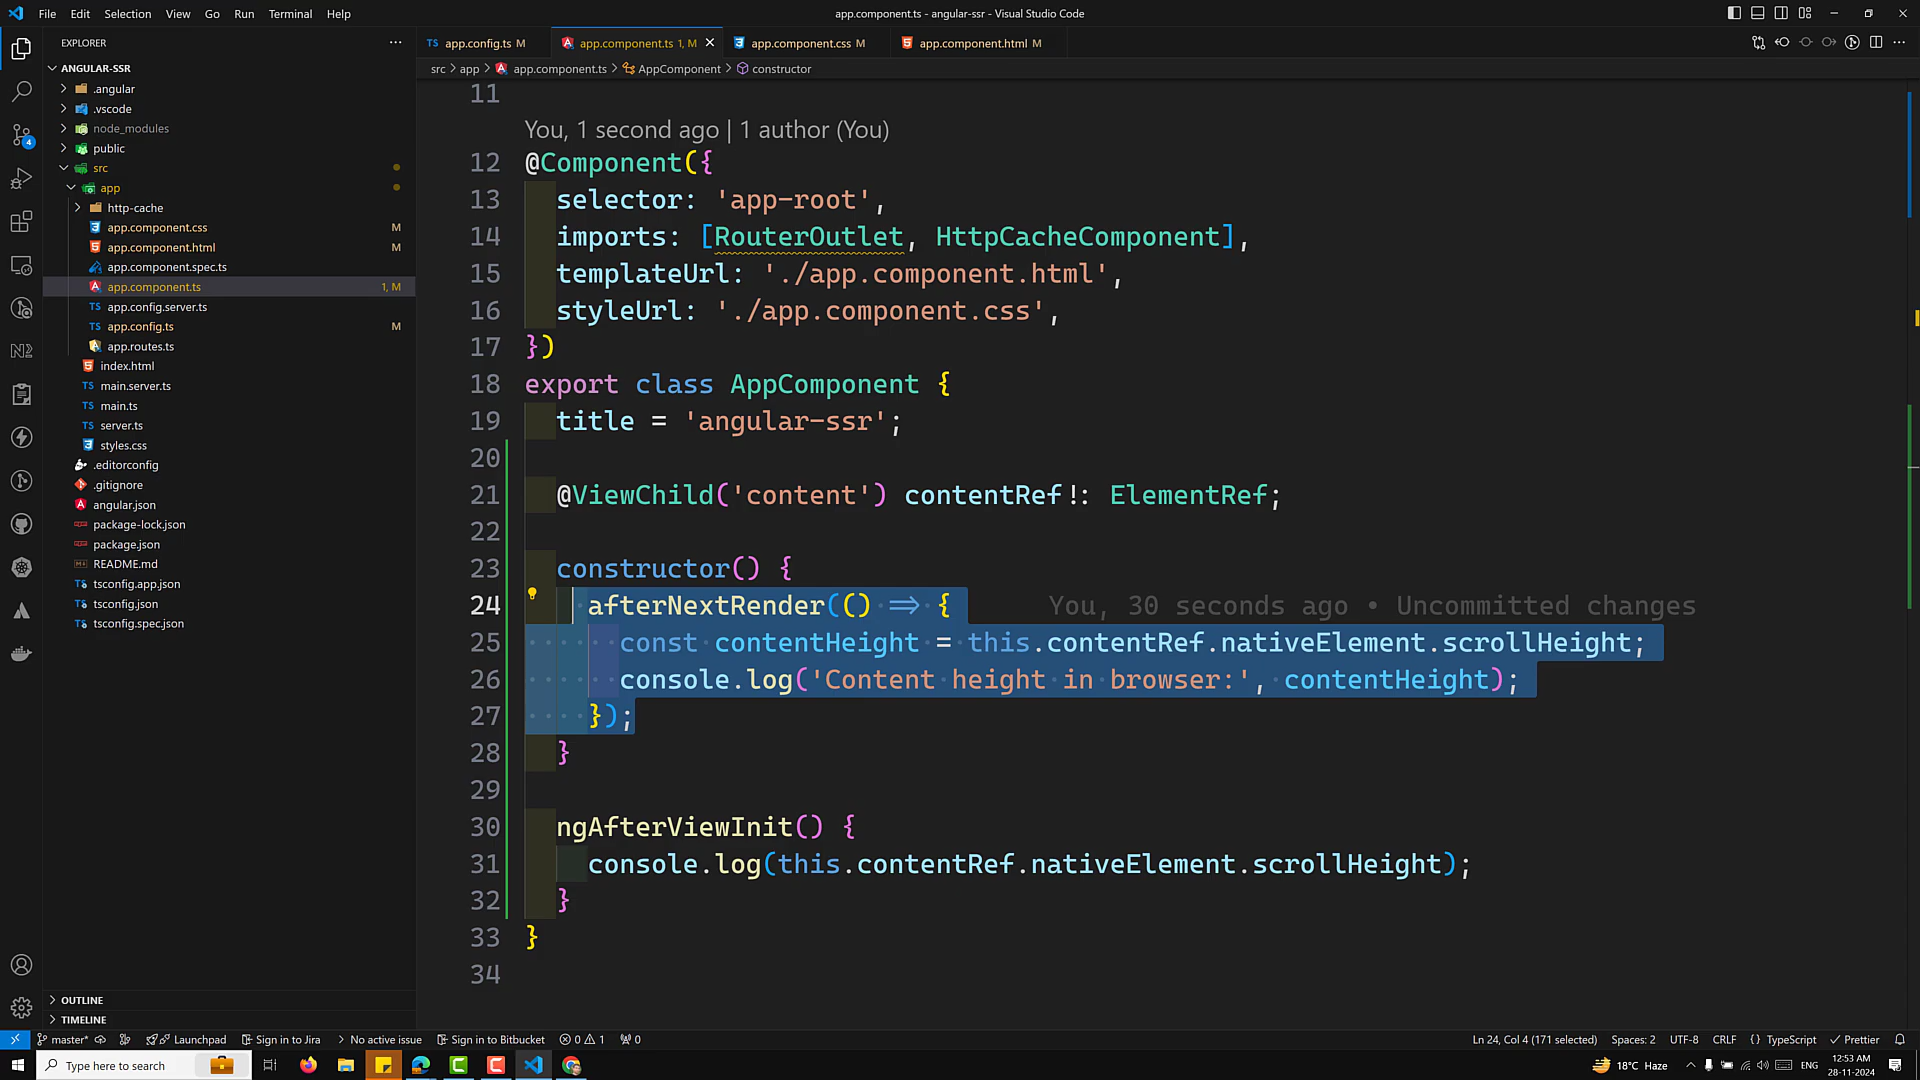 File Edit Selection View Go Run Terminal Help
app.component.ts - angular-ssr - Visual Studio Code
EXPLORER
ANGULAR-SSR
.angular
.vscode
node_modules
public
src
app
http-cache
app.component.css M
app.component.html M
app.component.spec.ts
app.component.ts 1, M
app.config.server.ts
app.config.ts M
app.routes.ts
index.html
main.server.ts
main.ts
server.ts
styles.css
.editorconfig
.gitignore
angular.json
package-lock.json
package.json
README.md
tsconfig.app.json
tsconfig.json
tsconfig.spec.json
OUTLINE
TIMELINE
app.config.ts M
app.component.ts 1, M
app.component.css M
app.component.html M
src > app > app.component.ts > AppComponent > constructor
11
You, 1 second ago | 1 author (You)
12 @Component({
13 selector: 'app-root',
14 imports: [RouterOutlet, HttpCacheComponent],
15 templateUrl: './app.component.html',
16 styleUrl: './app.component.css',
17 })
18 export class AppComponent {
19 title = 'angular-ssr';
20
21 @ViewChild('content') contentRef!: ElementRef;
22
23 constructor() {
24 afterNextRender(() => { You, 30 seconds ago • Uncommitted changes
25 const contentHeight = this.contentRef.nativeElement.scrollHeight;
26 console.log('Content height in browser:', contentHeight);
27 });
28 }
29
30 ngAfterViewInit() {
31 console.log(this.contentRef.nativeElement.scrollHeight);
32 }
33 }
34
master* Launchpad Sign in to Jira No active issue Sign in to Bitbucket 0 1 0
Ln 24, Col 4 (171 selected) Spaces: 2 UTF-8 CRLF {} TypeScript Prettier
Type here to search
18°C Haze ENG
12:53 AM
28-11-2024